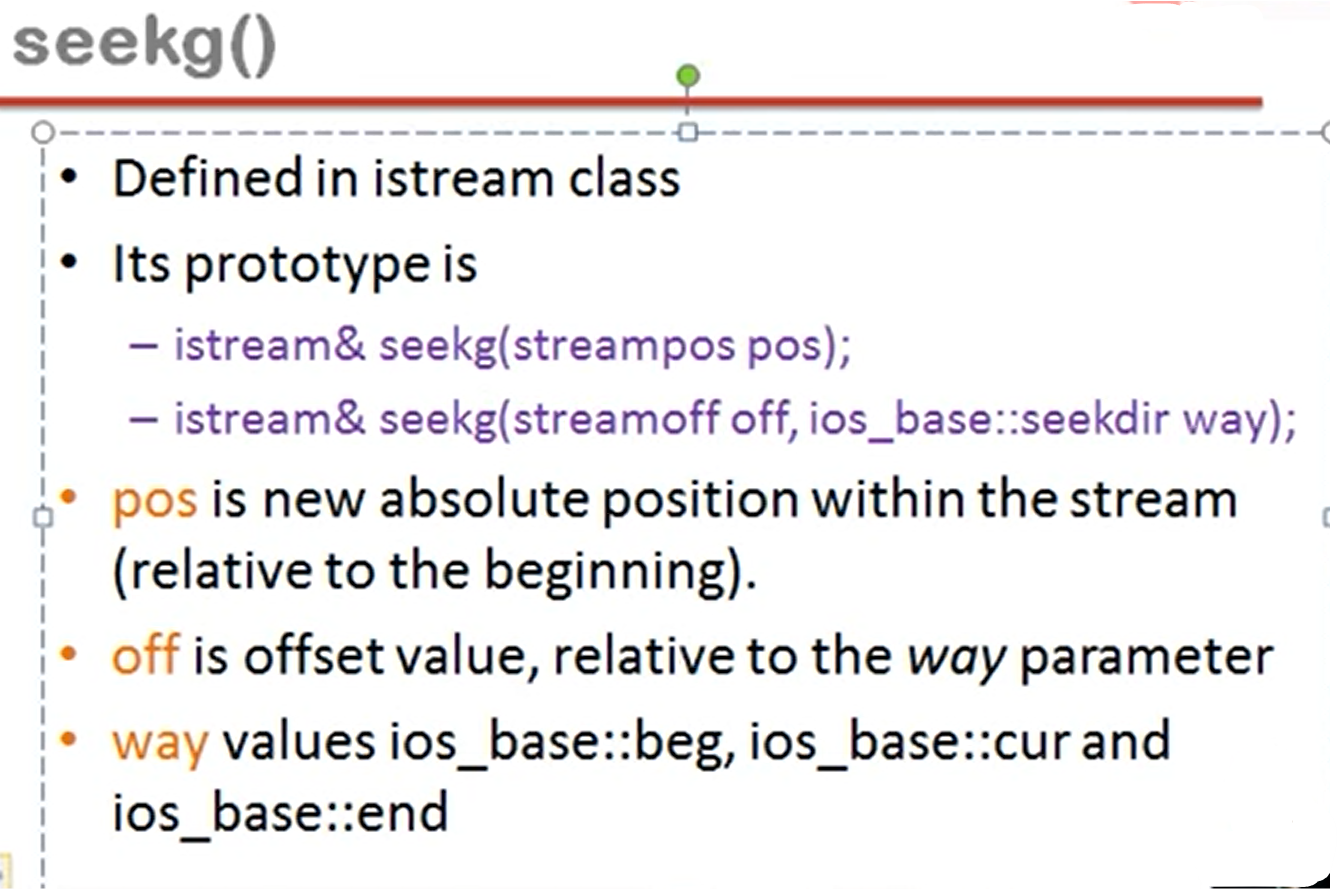 seekg()
• Defined in istream class
• Its prototype is
– istream& seekg(streampos pos);
– istream& seekg(streamoff off, ios_base::seekdir way);
• pos is new absolute position within the stream
(relative to the beginning).
• off is offset value, relative to the way parameter
• way values ios_base::beg, ios_base::cur and
ios_base::end